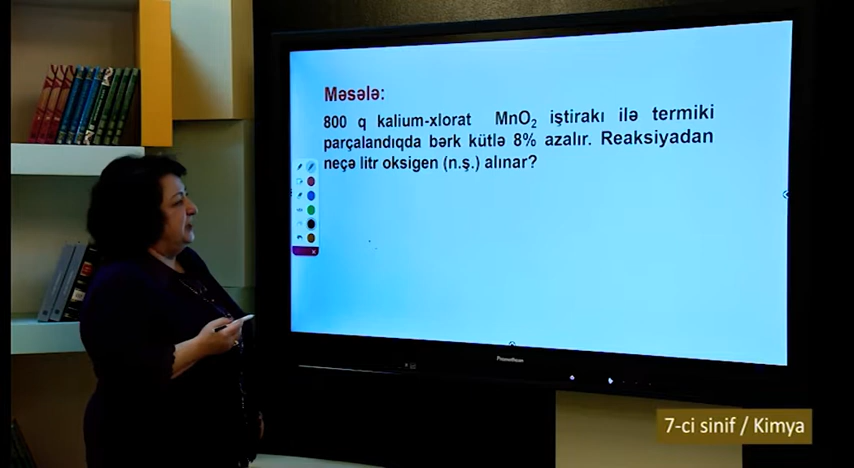 Məsələ:
800 q kalium-xlorat MnO₂ iştirakı ilə termiki
parçalandıqda bərk kütlə 8% azalır. Reaksiyadan
neçə litr oksigen (n.ş.) alınar?
Promethean
7-ci sinif / Kimya